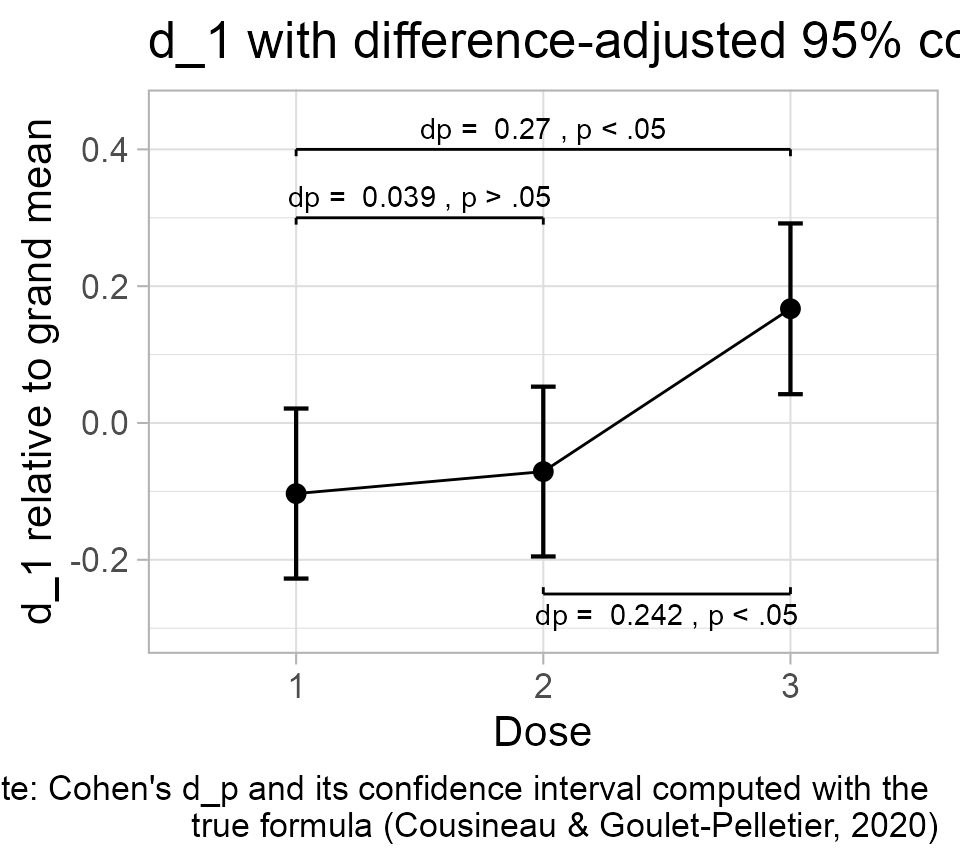 d_1 with difference-adjusted 95%
dp = 0.27 , p < .05
dp = 0.039 , p > .05
dp = 0.242 , p < .05
0.4
0.2
0.0
-0.2
d_1 relative to grand mean
1 2 3
Dose
Cohen's d_p and its confidence interval computed with the
true formula (Cousineau & Goulet-Pelletier, 2020)